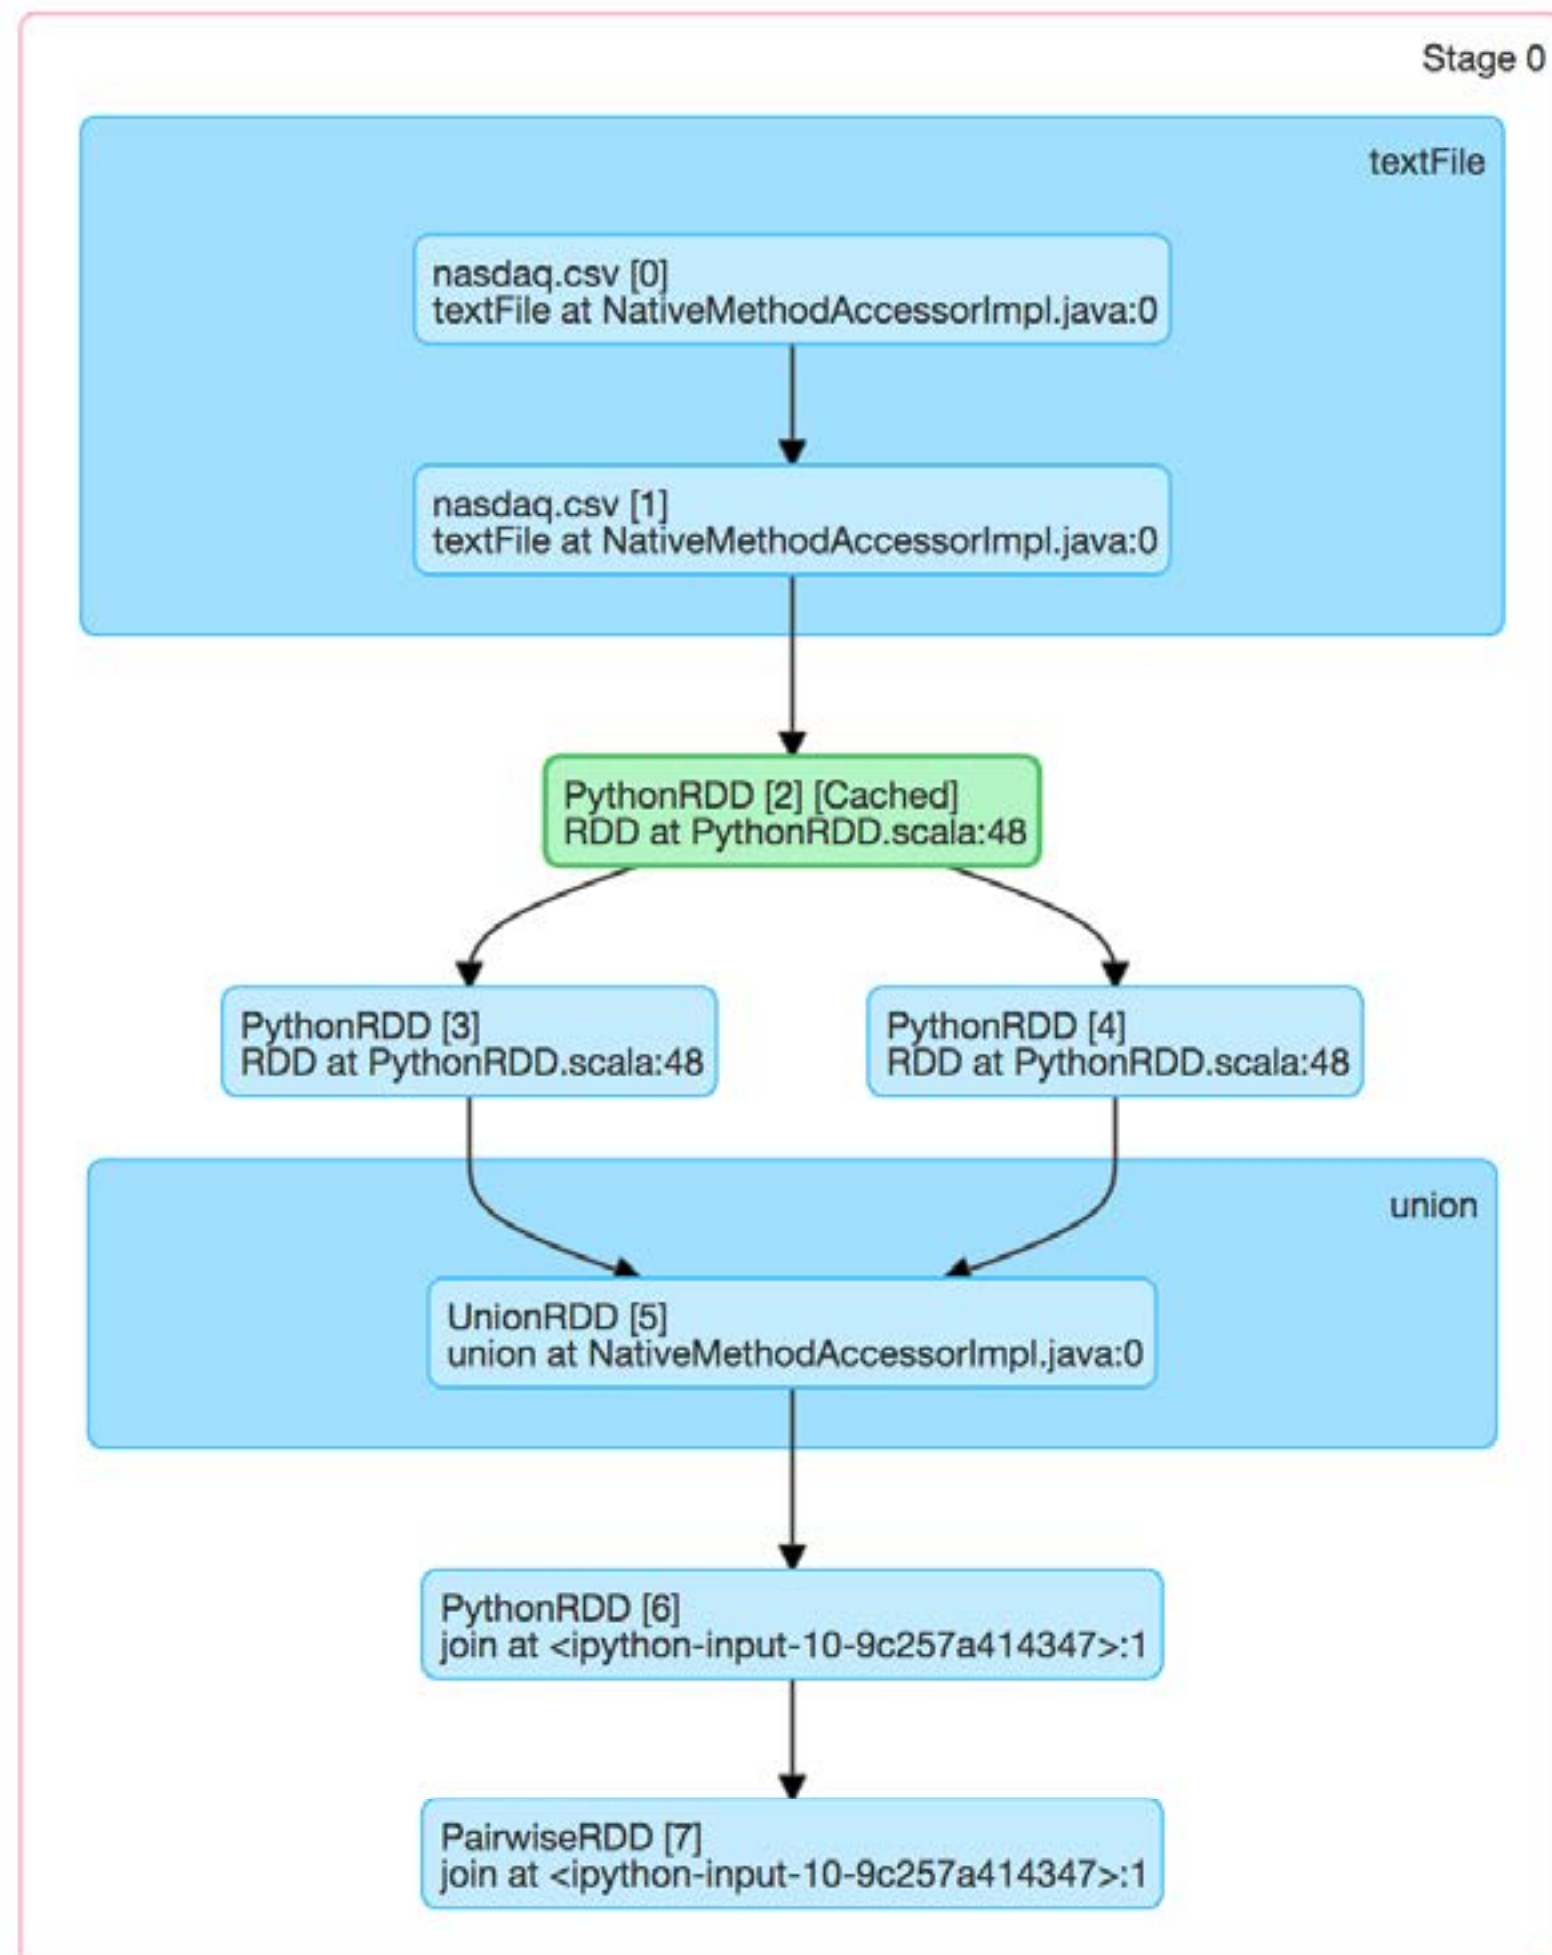 Stage 0
textFile
nasdaq.csv [0]
textFile at NativeMethodAccessorImpl.java:0
nasdaq.csv [1]
textFile at NativeMethodAccessorImpl.java:0
PythonRDD [2] [Cached]
RDD at PythonRDD.scala:48
PythonRDD [3]
RDD at PythonRDD.scala:48
PythonRDD [4]
RDD at PythonRDD.scala:48
union
UnionRDD [5]
union at NativeMethodAccessorImpl.java:0
PythonRDD [6]
join at <ipython-input-10-9c257a414347>:1
PairwiseRDD [7]
join at <ipython-input-10-9c257a414347>:1